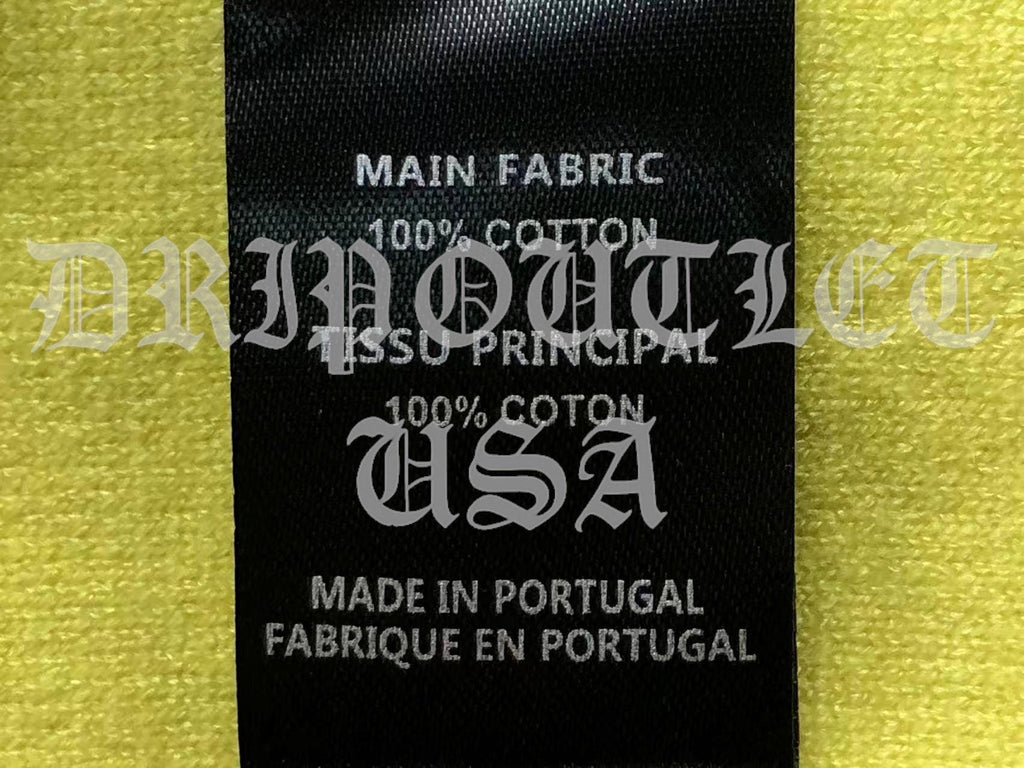 MAIN FABRIC
100% COTTON
DRIPOUTLET
TISSU PRINCIPAL
100% COTON
USA
MADE IN PORTUGAL
FABRIQUE EN PORTUGAL